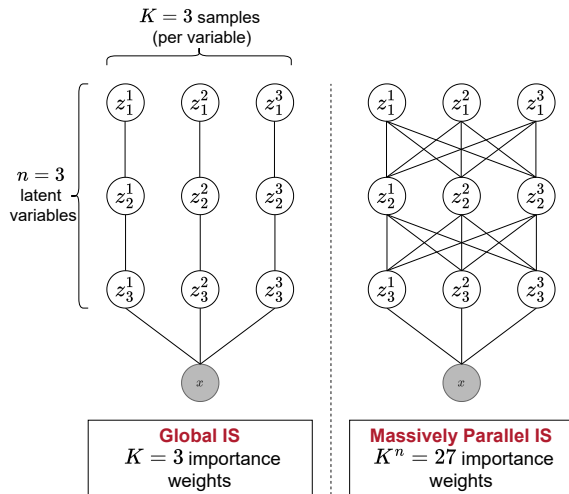 K = 3 samples
(per variable)
n = 3
latent
variables
z_1^1 z_1^2 z_1^3
z_2^1 z_2^2 z_2^3
z_3^1 z_3^2 z_3^3
x
Global IS
K = 3 importance
weights
z_1^1 z_1^2 z_1^3
z_2^1 z_2^2 z_2^3
z_3^1 z_3^2 z_3^3
x
Massively Parallel IS
K^n = 27 importance
weights